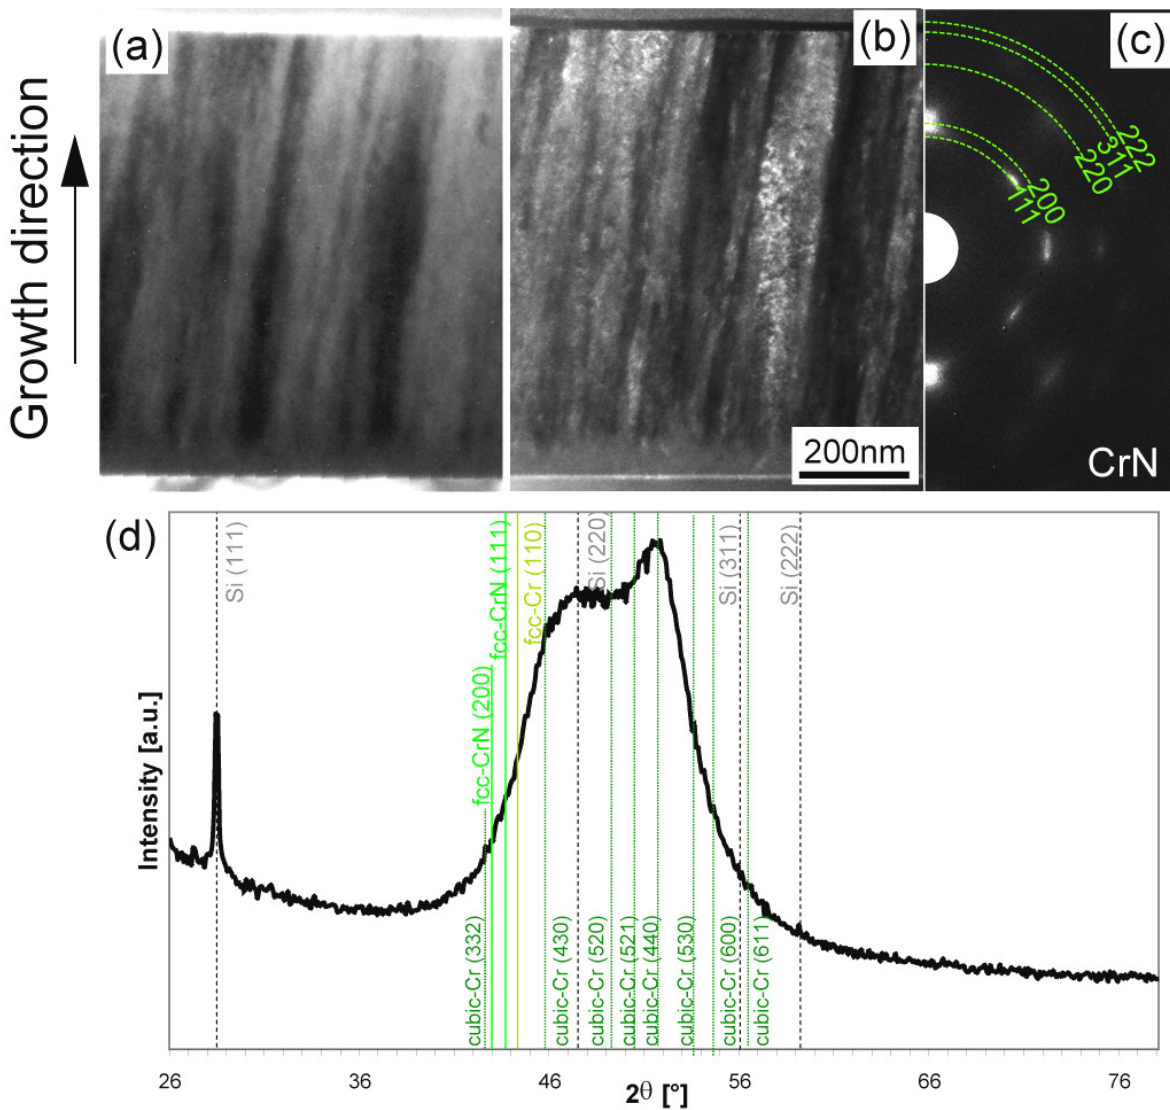 (a)
(b)
(c)
Growth direction
222
311
220
200
111
200nm
CrN
(d)
Si (111)
fcc-CrN (200)
fcc-CrN (111)
fcc-Cr (110)
Si (220)
Si (311)
Si (222)
Intensity [a.u.]
cubic-Cr (332)
cubic-Cr (430)
cubic-Cr (520)
cubic-Cr (521)
cubic-Cr (440)
cubic-Cr (530)
cubic-Cr (600)
cubic-Cr (611)
26
36
46
56
66
76
2θ [°]